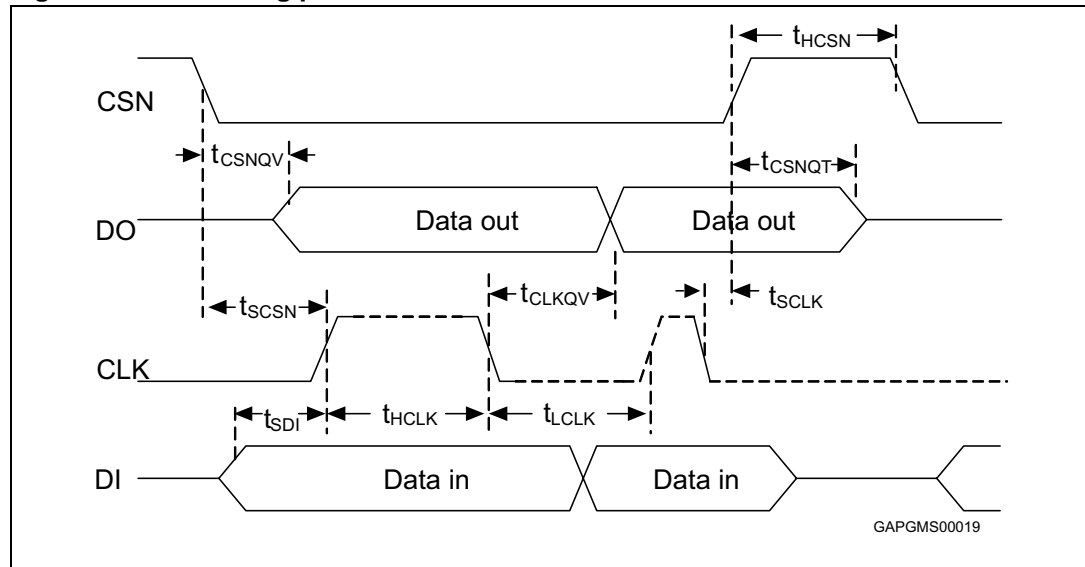 tHCSN
CSN
tCSNQV
tCSNQT
DO
Data out
Data out
tSCSN
tCLKQV
tSCLK
CLK
tSDI
tHCLK
tLCLK
DI
Data in
Data in
GAPGMS00019